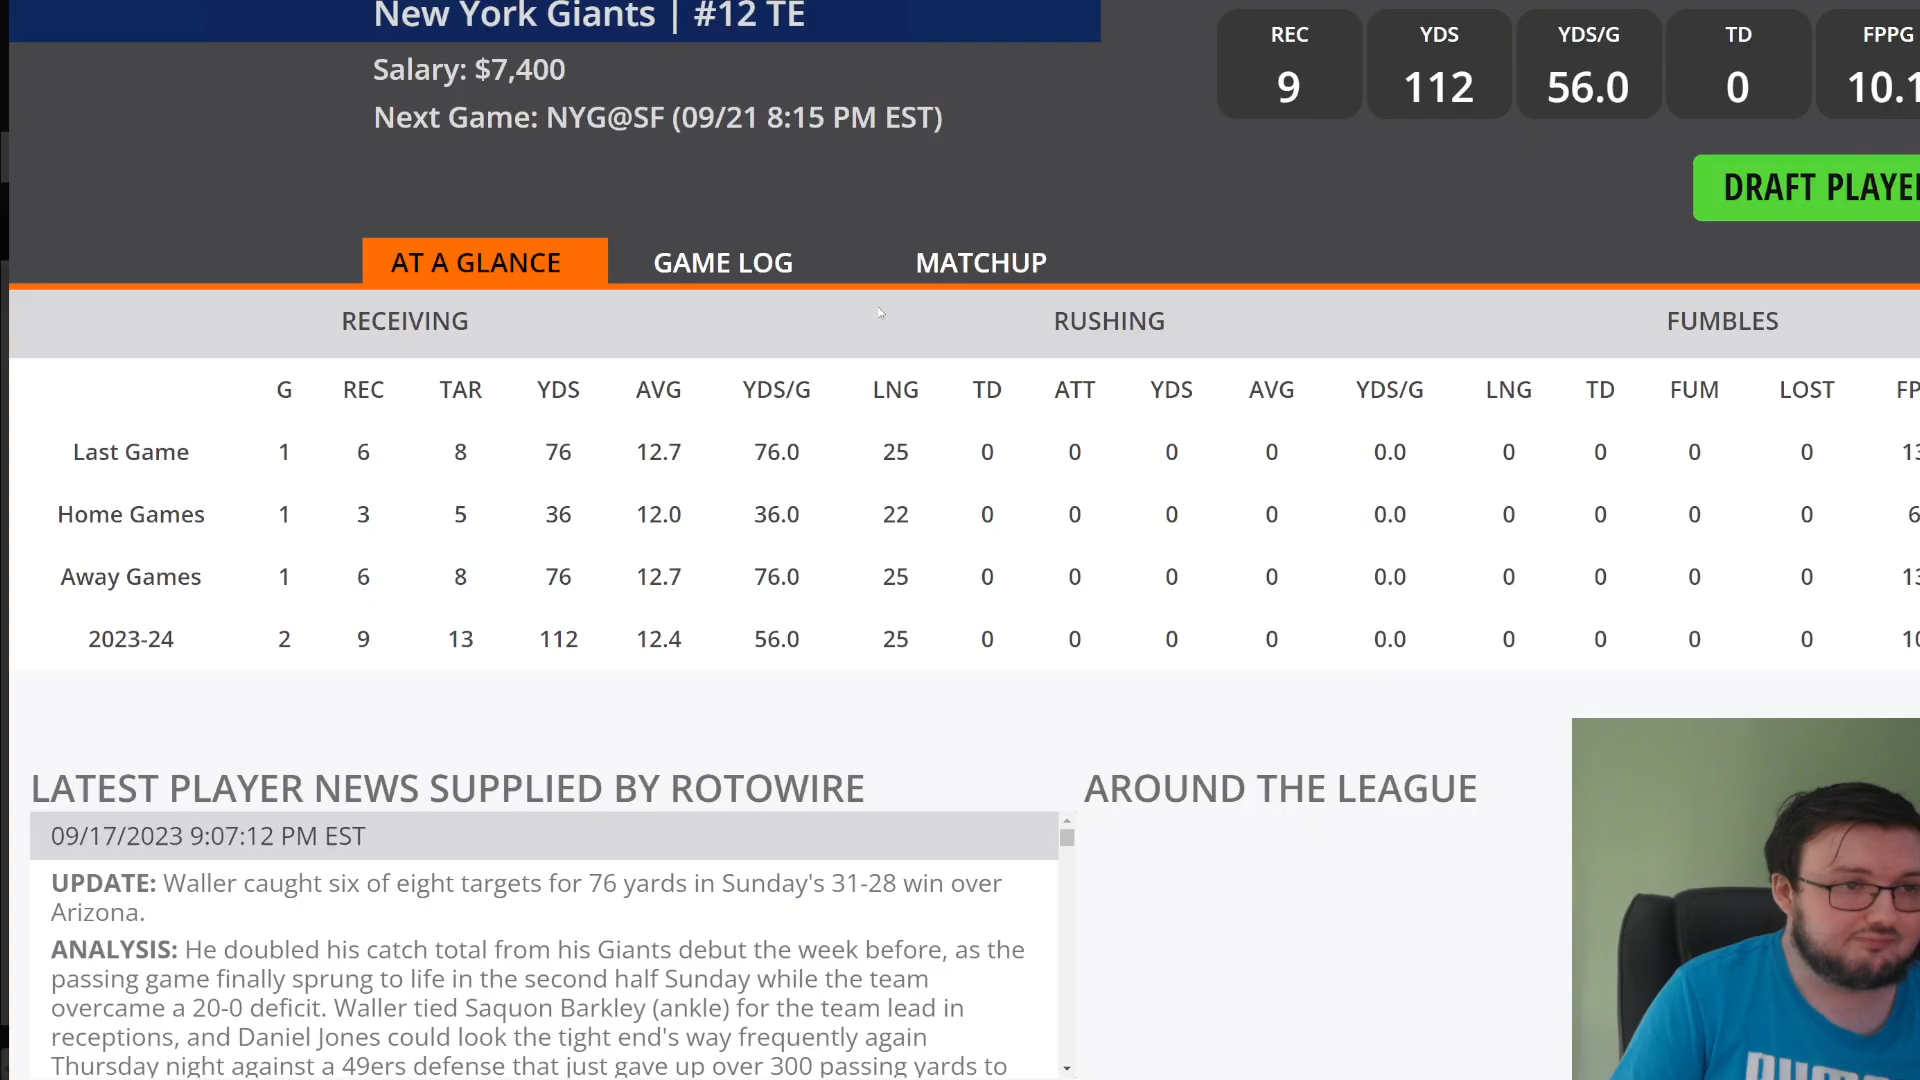 New York Giants | #12 TE
Salary: $7,400
Next Game: NYG@SF (09/21 8:15 PM EST)
REC YDS YDS/G TD FPPG
9 112 56.0 0 10.1
DRAFT PLAYER
AT A GLANCE GAME LOG MATCHUP
RECEIVING RUSHING FUMBLES
G REC TAR YDS AVG YDS/G LNG TD ATT YDS AVG YDS/G LNG TD FUM LOST FP
Last Game 1 6 8 76 12.7 76.0 25 0 0 0 0 0.0 0 0 0 0 13
Home Games 1 3 5 36 12.0 36.0 22 0 0 0 0 0.0 0 0 0 0 6
Away Games 1 6 8 76 12.7 76.0 25 0 0 0 0 0.0 0 0 0 0 13
2023-24 2 9 13 112 12.4 56.0 25 0 0 0 0 0.0 0 0 0 0 10
LATEST PLAYER NEWS SUPPLIED BY ROTOWIRE
AROUND THE LEAGUE
09/17/2023 9:07:12 PM EST
UPDATE: Waller caught six of eight targets for 76 yards in Sunday's 31-28 win over
Arizona.
ANALYSIS: He doubled his catch total from his Giants debut the week before, as the
passing game finally sprung to life in the second half Sunday while the team
overcame a 20-0 deficit. Waller tied Saquon Barkley (ankle) for the team lead in
receptions, and Daniel Jones could look the tight end's way frequently again
Thursday night against a 49ers defense that just gave up over 300 passing yards to